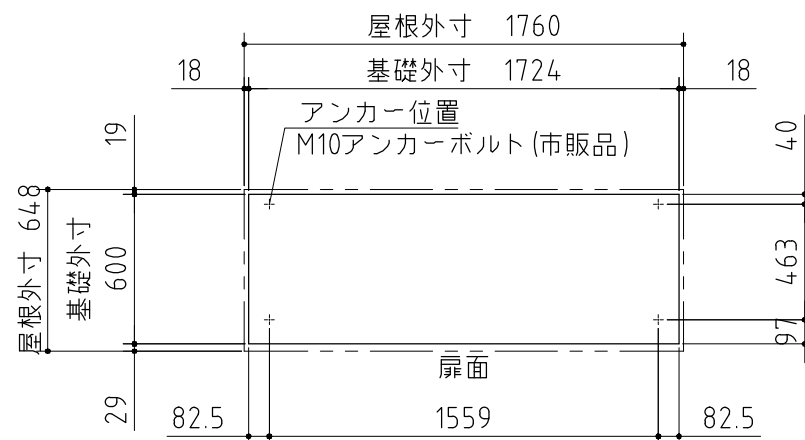 屋根外寸 1760
18 基礎外寸 1724 18
アンカー位置
M10アンカーボルト(市販品)
19
40
屋根外寸 648
基礎外寸
600
463
97
扉面
29
82.5 1559 82.5